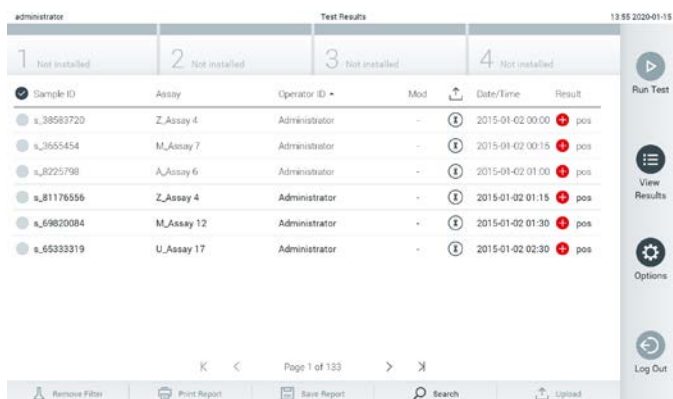 administrator Test Results 13:55 2020-01-15
1 Not installed 2 Not installed 3 Not installed 4 Not installed
Run Test
Sample ID Assay Operator ID Mod Date/Time Result
s_38583720 Z_Assay 4 Administrator - 2015-01-02 00:00 pos
s_3655454 M_Assay 7 Administrator - 2015-01-02 00:15 pos
s_8225798 A_Assay 6 Administrator - 2015-01-02 01:00 pos
View
Results
s_81176556 Z_Assay 4 Administrator - 2015-01-02 01:15 pos
s_69820084 M_Assay 12 Administrator - 2015-01-02 01:30 pos
s_65333319 U_Assay 17 Administrator - 2015-01-02 02:30 pos
Options
Page 1 of 133
Log Out
Remove Filter Print Report Save Report Search Upload